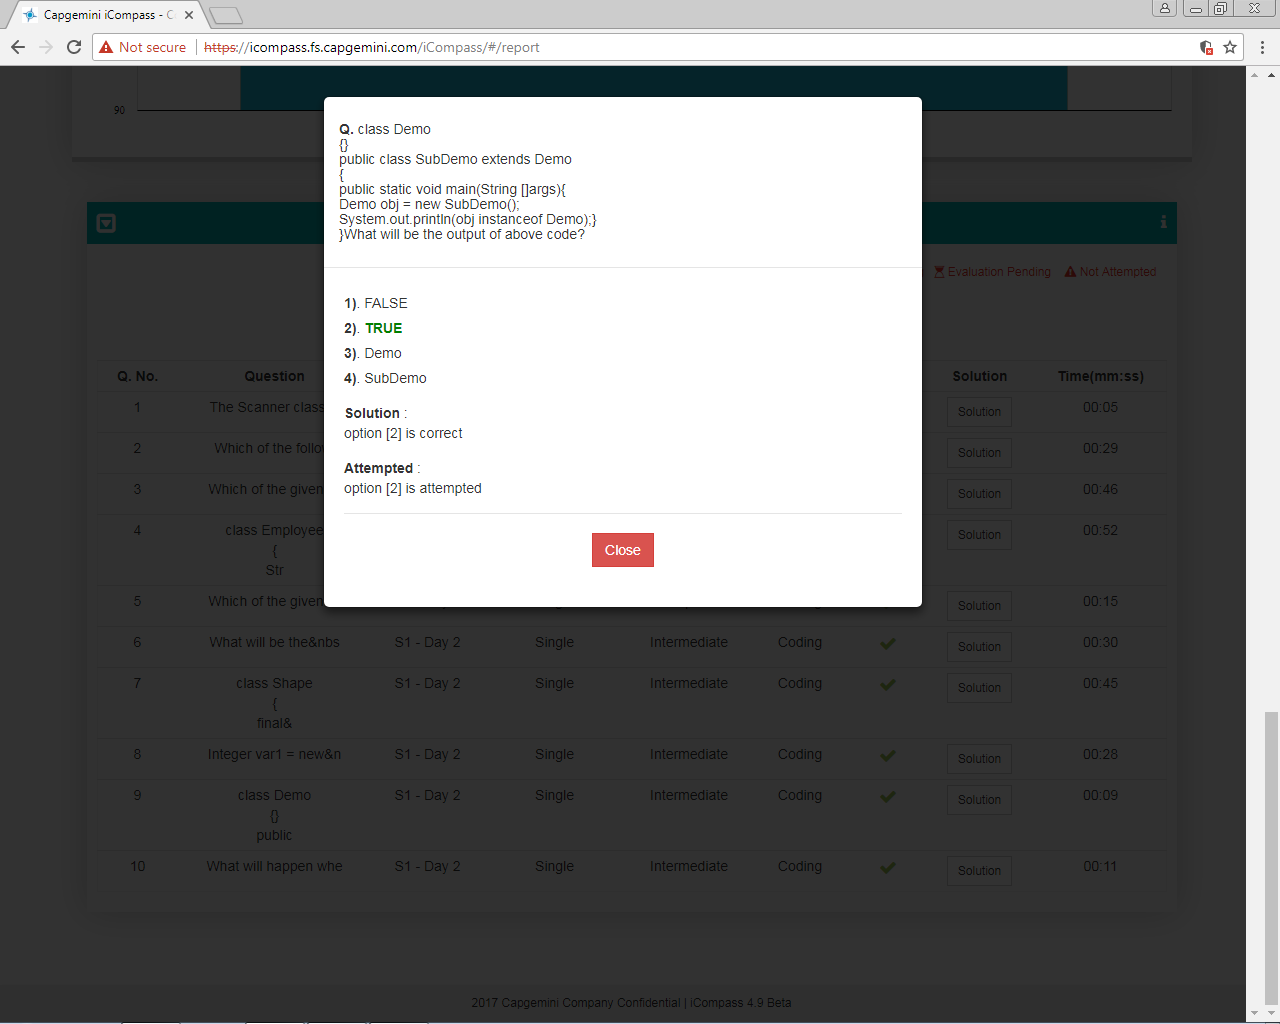 Capgemini iCompass - C
Not secure
https://icompass.fs.capgemini.com/iCompass/#/report
90
Q. class Demo
{}
public class SubDemo extends Demo
{
public static void main(String []args){
Demo obj = new SubDemo();
System.out.println(obj instanceof Demo);}
}What will be the output of above code?
1). FALSE
2). TRUE
3). Demo
4). SubDemo
Solution :
option [2] is correct
Attempted :
option [2] is attempted
Close
Evaluation Pending Not Attempted
Q. No. Question Solution Time(mm:ss)
1 The Scanner class Solution 00:05
2 Which of the follo Solution 00:29
3 Which of the given Solution 00:46
4 class Employee Solution 00:52
{
Str
5 Which of the given Solution 00:15
6 What will be the&nbs S1 - Day 2 Single Intermediate Coding Solution 00:30
7 class Shape S1 - Day 2 Single Intermediate Coding Solution 00:45
{
final&
8 Integer var1 = new&n S1 - Day 2 Single Intermediate Coding Solution 00:28
9 class Demo S1 - Day 2 Single Intermediate Coding Solution 00:09
{}
public
10 What will happen whe S1 - Day 2 Single Intermediate Coding Solution 00:11
2017 Capgemini Company Confidential | iCompass 4.9 Beta